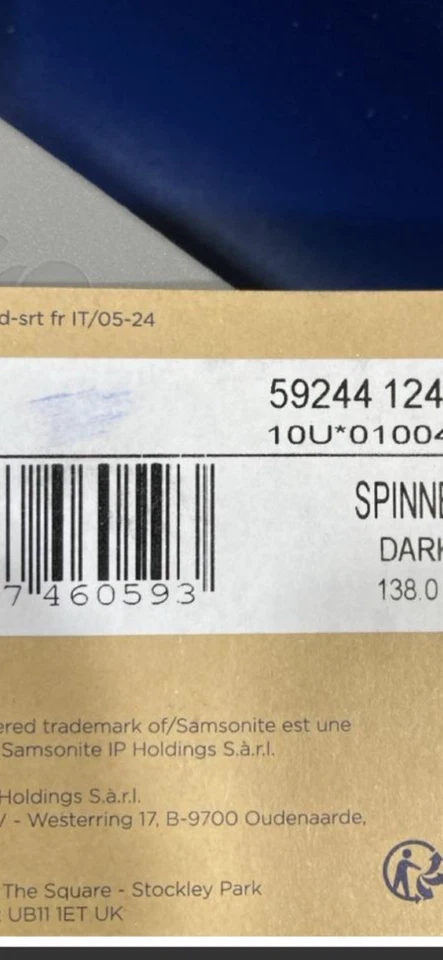 d-srt fr IT/05-24
59244 124
10U*01004
7 460593
SPINNE
DARK
138.0
ered trademark of/Samsonite est une
Samsonite IP Holdings S.à.r.l.
Holdings S.à.r.l.
/ - Westerring 17, B-9700 Oudenaarde,
The Square - Stockley Park
UB11 1ET UK